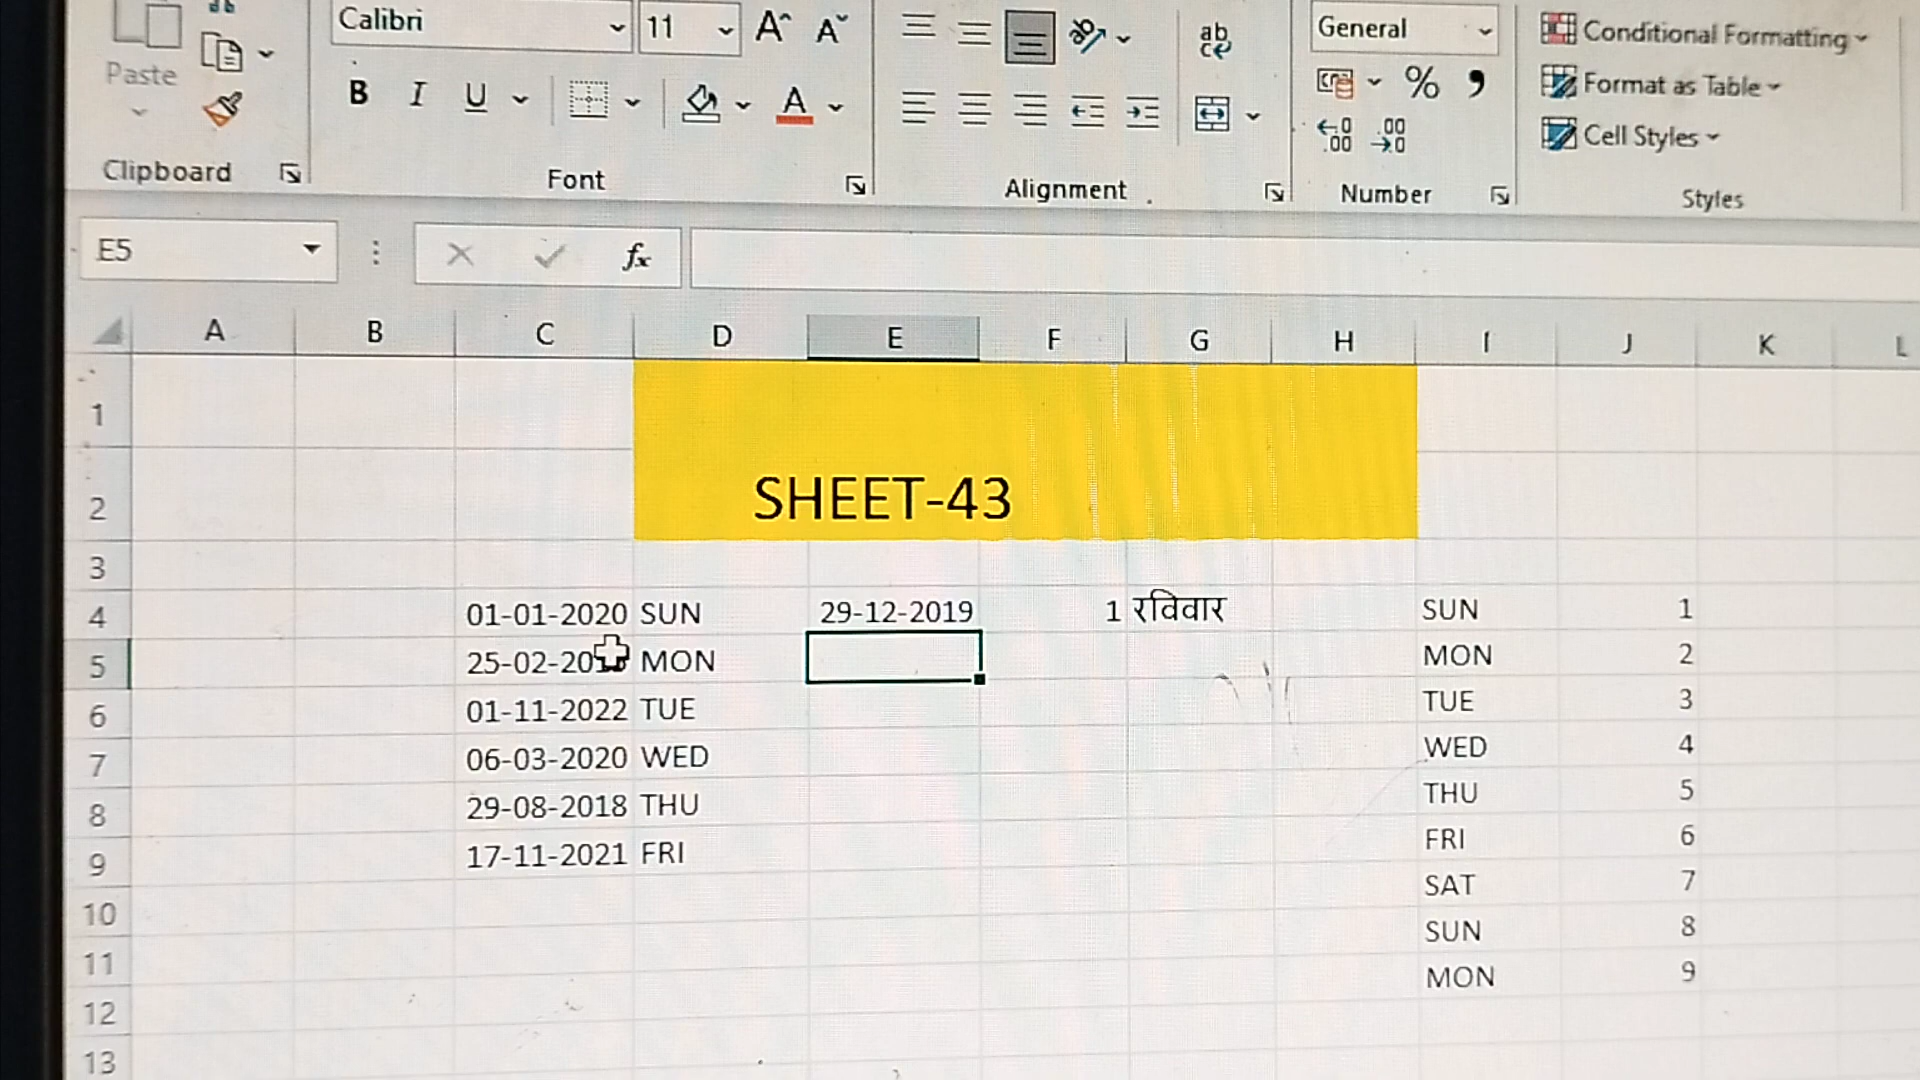 Calibri 11 General Conditional Formatting
Paste B I U A % Format as Table
Cell Styles
Clipboard Font Alignment Number Styles
E5 fx
A B C D E F G H I J K L
1
2 SHEET-43
3
4 01-01-2020 SUN 29-12-2019 1 रविवार SUN 1
5 MON MON 2
6 01-11-2022 TUE TUE 3
7 06-03-2020 WED WED 4
8 29-08-2018 THU THU 5
9 17-11-2021 FRI FRI 6
10 SAT 7
11 SUN 8
12 MON 9
13